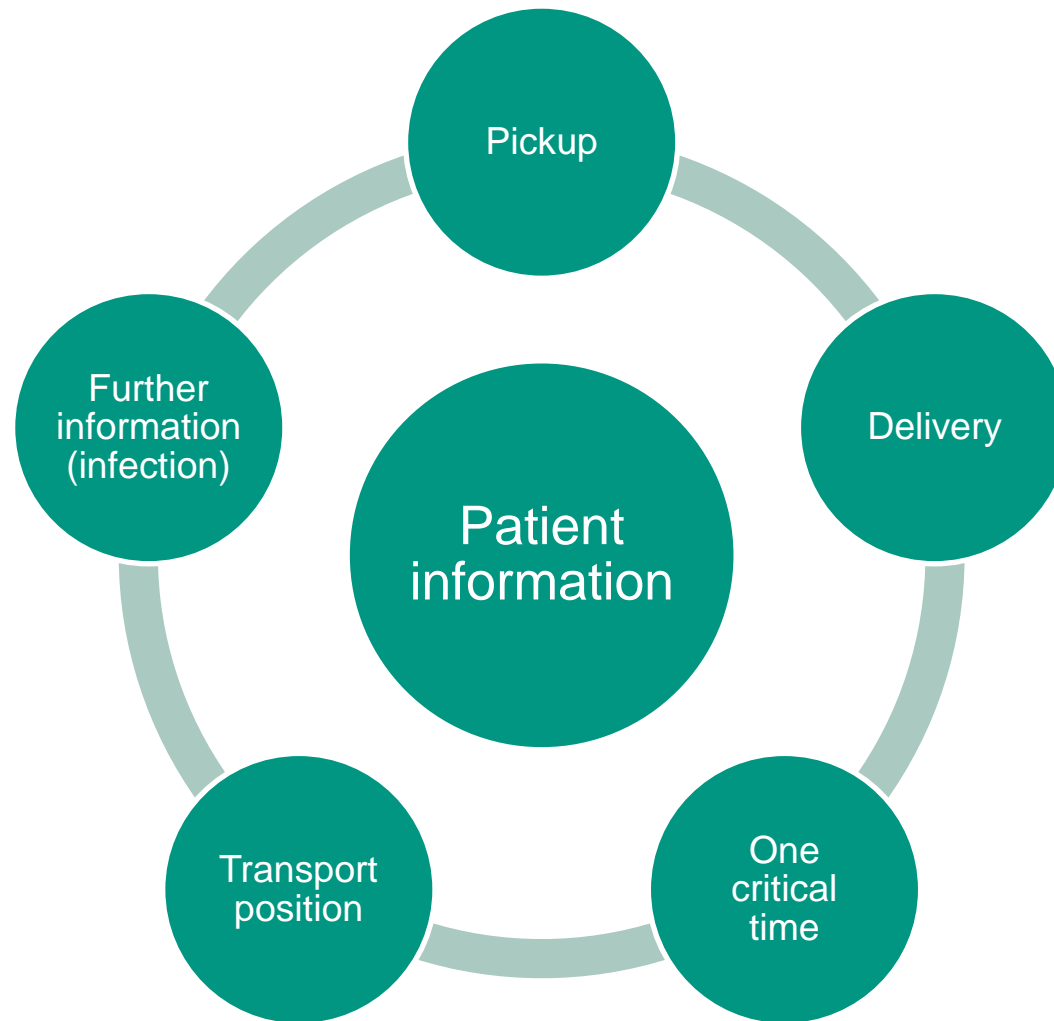 Pickup
Delivery
One
critical
time
Transport
position
Further
information
(infection)
Patient
information